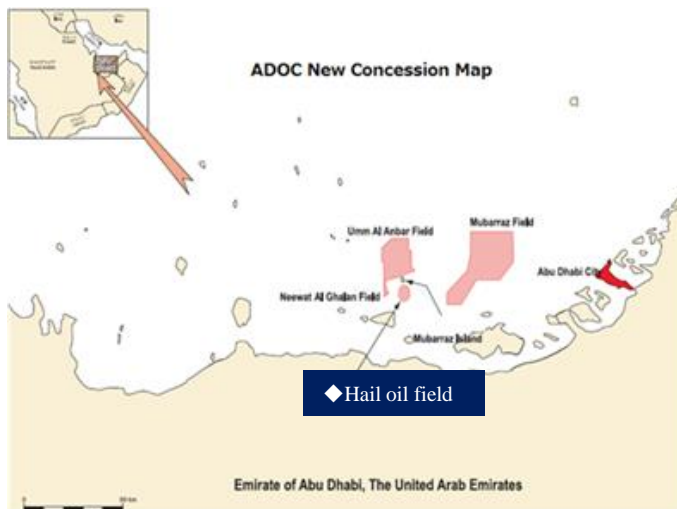 ADOC New Concession Map
Umm Al Anbar Field
Mubarraz Field
Abu Dhabi City
Neewat Al Ghalan Field
Mubarraz Island
◆Hail oil field
Emirate of Abu Dhabi, The United Arab Emirates
0